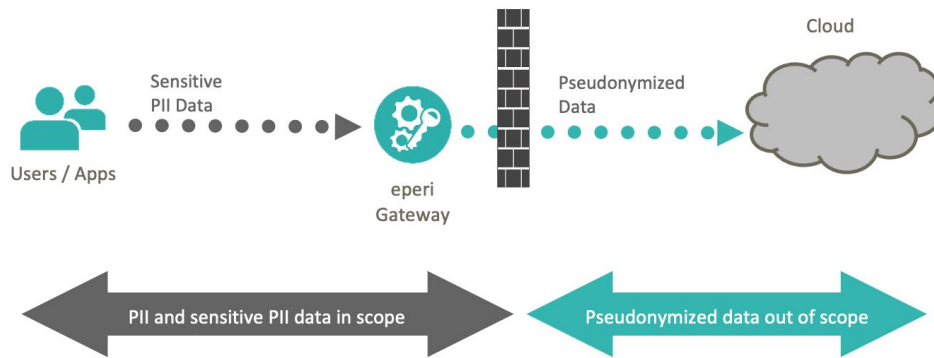 Cloud
Sensitive
PII Data
Pseudonymized
Data
Users / Apps
eperi
Gateway
PII and sensitive PII data in scope
Pseudonymized data out of scope